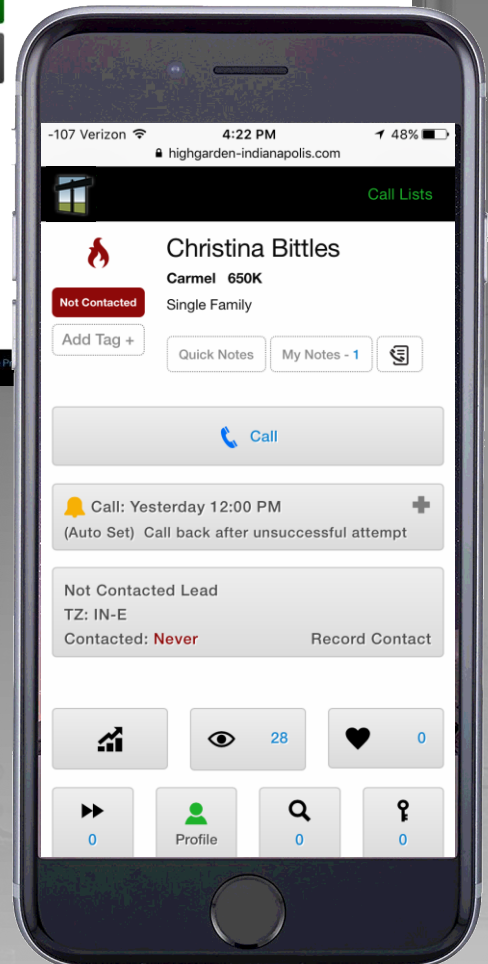 -107 Verizon 4:22 PM 48%
highgarden-indianapolis.com
Call Lists
Christina Bittles
Carmel 650K
Not Contacted
Single Family
Add Tag +
Quick Notes
My Notes - 1
Call
Call: Yesterday 12:00 PM
(Auto Set) Call back after unsuccessful attempt
Not Contacted Lead
TZ: IN-E
Contacted: Never
Record Contact
28
0
0
Profile
0
0